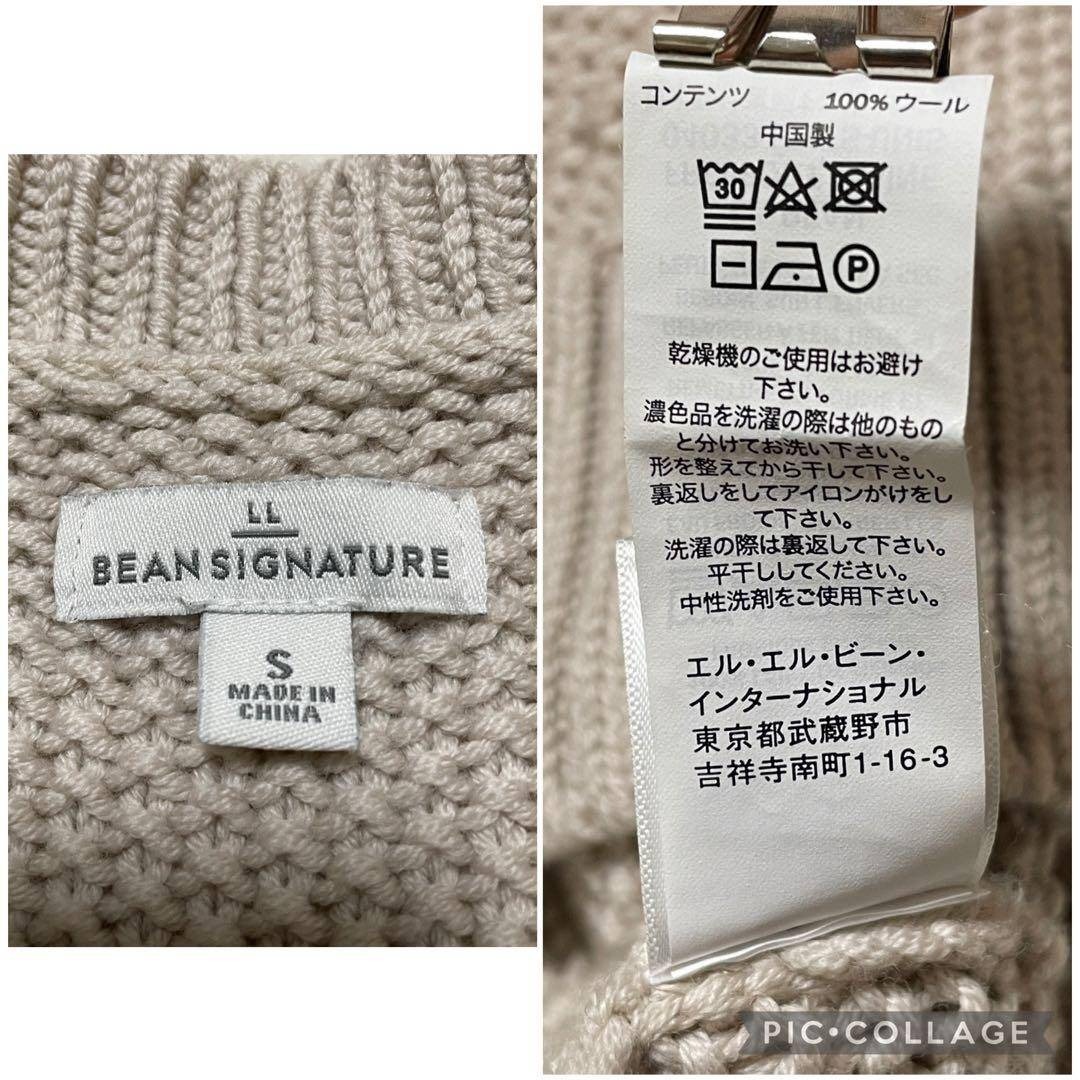 LL
BEAN SIGNATURE
S
MADE IN
CHINA
コンテンツ 100% ウール
中国製
30
P
乾燥機のご使用はお避け
下さい。
濃色品を洗濯の際は他のもの
と分けてお洗い下さい。
形を整えてから干して下さい。
裏返しをしてアイロンがけをし
て下さい。
洗濯の際は裏返して下さい。
平干ししてください。
中性洗剤をご使用下さい。
エル・エル・ビーン・
インターナショナル
東京都武蔵野市
吉祥寺南町1-16-3
PIC•COLLAGE